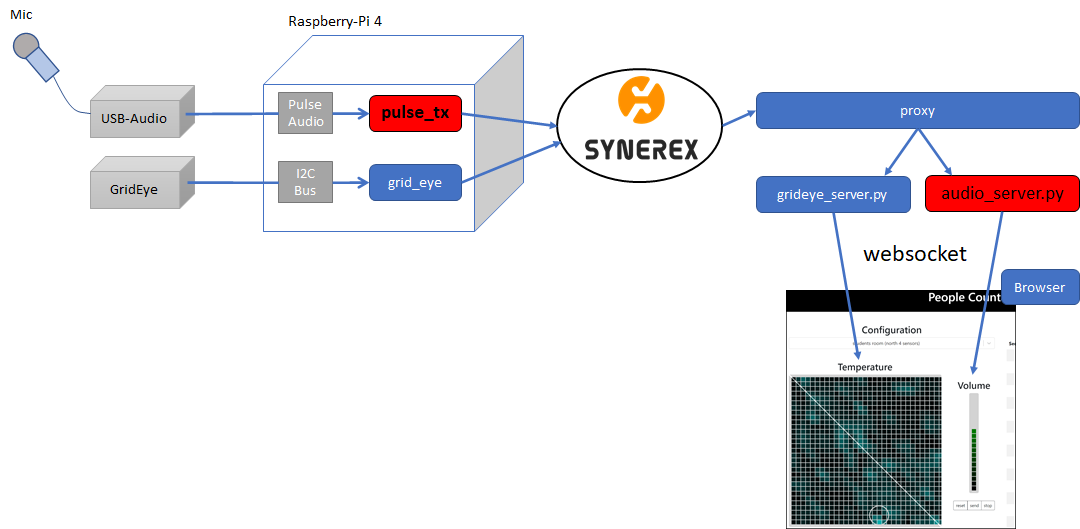 Mic
Raspberry-Pi 4
USB-Audio
Pulse
Audio
pulse_tx
GridEye
I2C
Bus
grid_eye
SYNEREX
proxy
grideye_server.py
audio_server.py
websocket
Browser
People Count
Configuration
students room (north 4 sensors)
Temperature
Volume
reset send stop